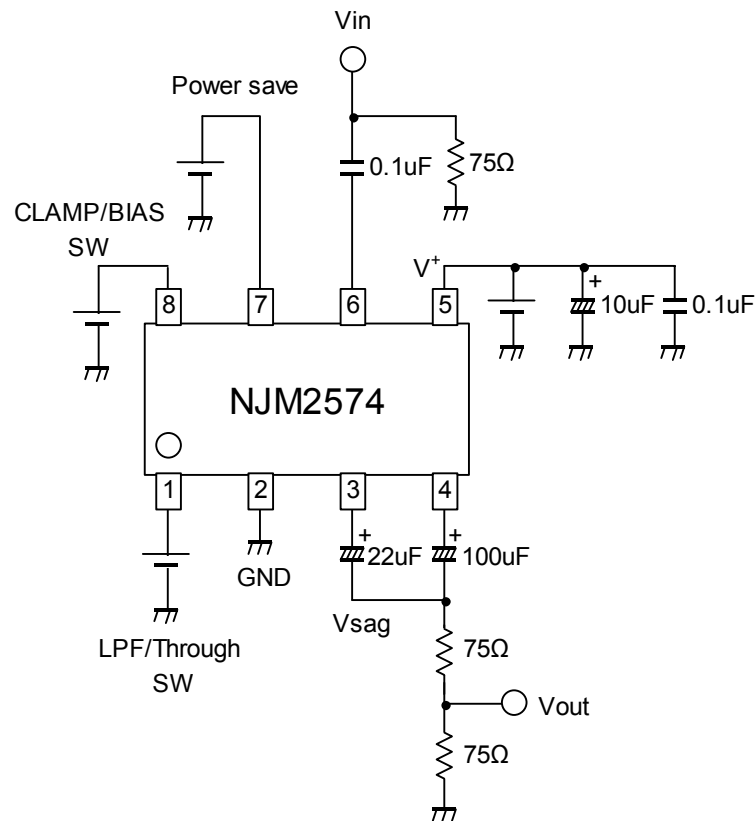 Vin
Power save
0.1uF
75Ω
CLAMP/BIAS
SW
V+
+
10uF
0.1uF
8
7
6
5
NJM2574
1
2
3
4
+
22uF
+
100uF
GND
Vsag
LPF/Through
SW
75Ω
Vout
75Ω